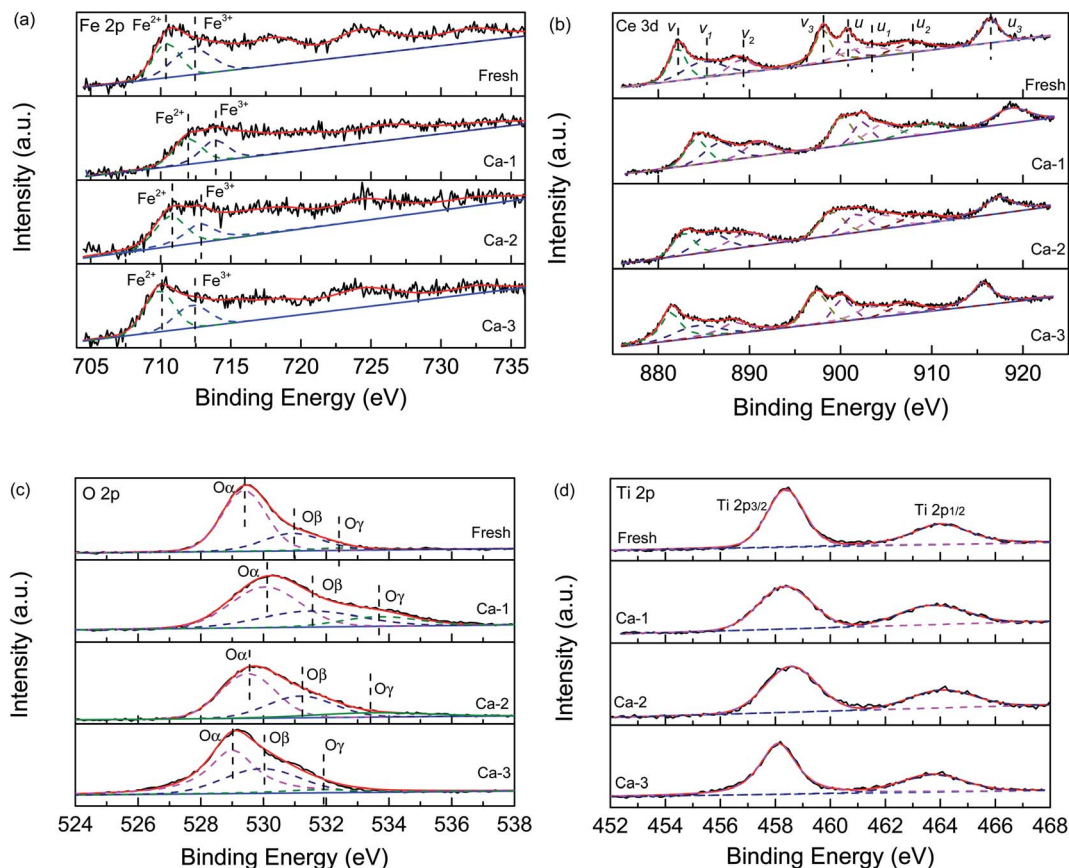 (a)
Fe 2p
Fe2+
Fe3+
Fresh
Fe2+
Fe3+
Ca-1
Fe2+
Fe3+
Ca-2
Fe2+
Fe3+
Ca-3
Intensity (a.u.)
705 710 715 720 725 730 735
Binding Energy (eV)
(b)
Ce 3d
v v1 v2 v3 u u1 u2 u3
Fresh
Ca-1
Ca-2
Ca-3
Intensity (a.u.)
880 890 900 910 920
Binding Energy (eV)
(c)
O 2p
Oα
Oβ
Oγ
Fresh
Oα
Oβ
Oγ
Ca-1
Oα
Oβ
Oγ
Ca-2
Oα
Oβ
Oγ
Ca-3
Intensity (a.u.)
524 526 528 530 532 534 536 538
Binding Energy (eV)
(d)
Ti 2p
Ti 2p3/2
Ti 2p1/2
Fresh
Ca-1
Ca-2
Ca-3
Intensity (a.u.)
452 454 456 458 460 462 464 466 468
Binding Energy (eV)